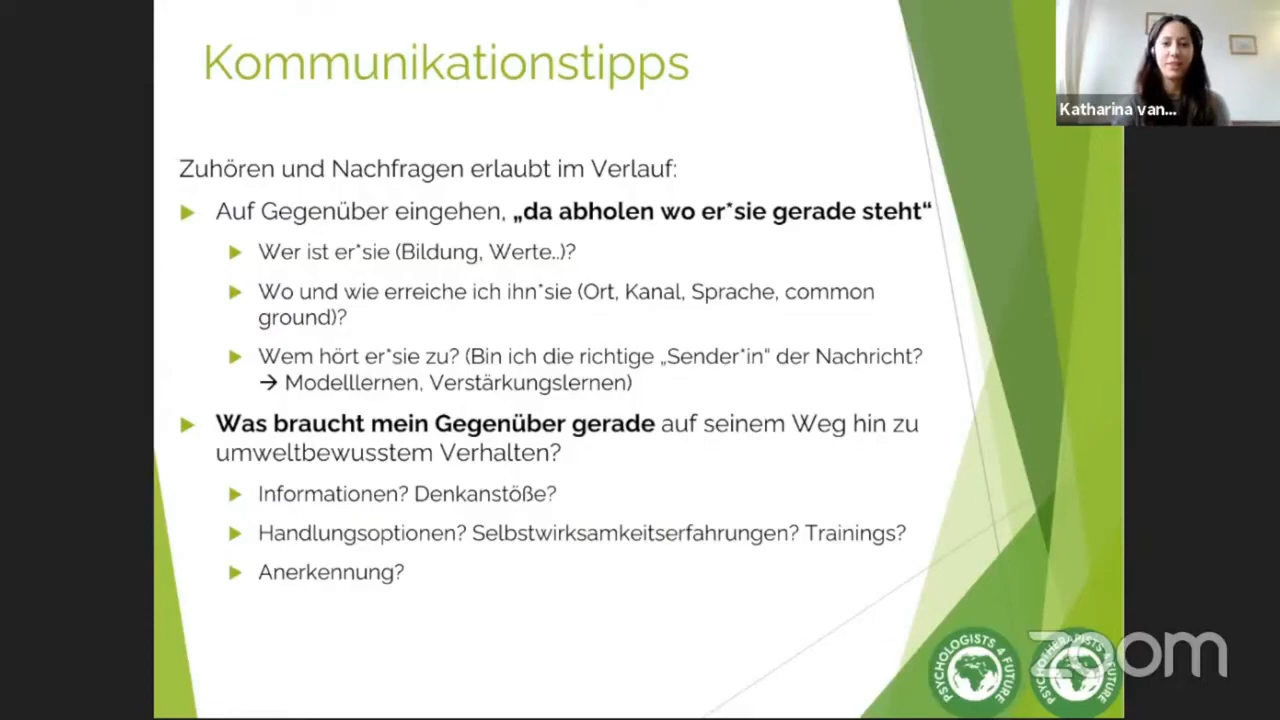 Kommunikationstipps
Katharina van...
Zuhören und Nachfragen erlaubt im Verlauf:
Auf Gegenüber eingehen, „da abholen wo er*sie gerade steht“
Wer ist er*sie (Bildung, Werte..)?
Wo und wie erreiche ich ihn*sie (Ort, Kanal, Sprache, common
ground)?
Wem hört er*sie zu? (Bin ich die richtige „Sender*in“ der Nachricht?
→ Modelllernen, Verstärkungslernen)
Was braucht mein Gegenüber gerade auf seinem Weg hin zu
umweltbewusstem Verhalten?
Informationen? Denkanstöße?
Handlungsoptionen? Selbstwirksamkeitserfahrungen? Trainings?
Anerkennung?
PSYCHOLOGISTS 4 FUTURE
PSYCHOTHERAPISTS 4 FUTURE
zoom